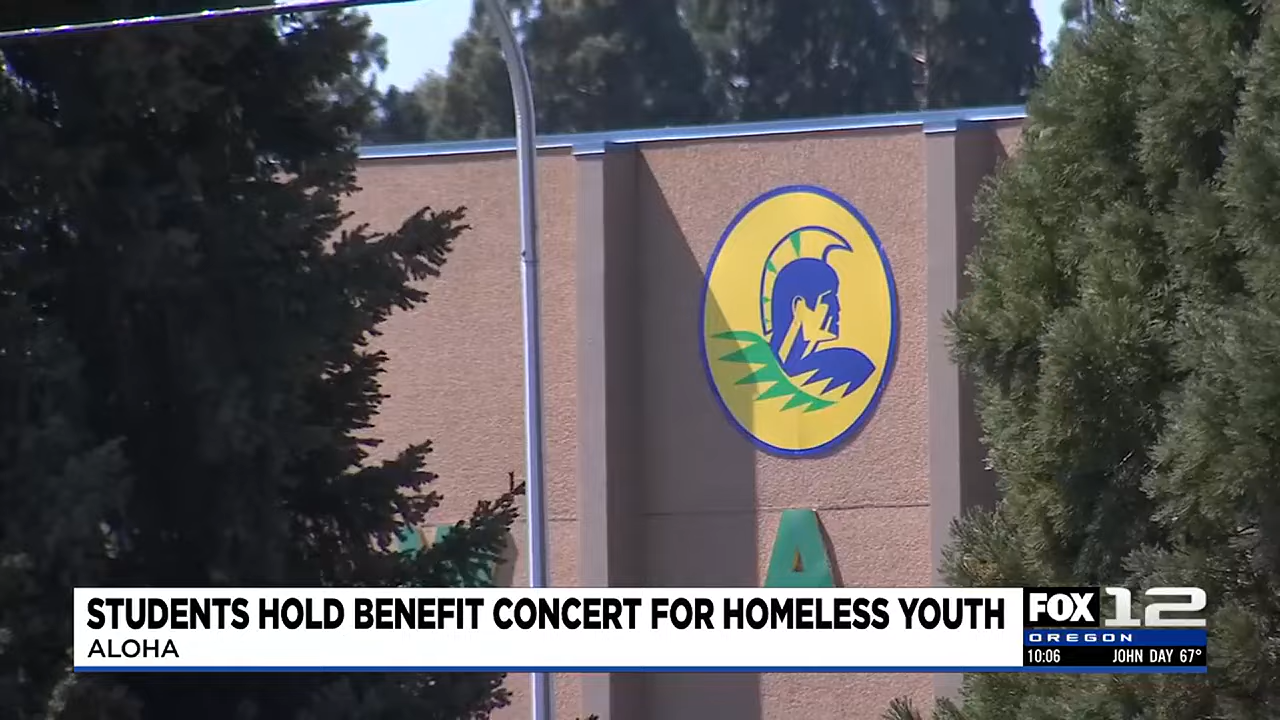 A
STUDENTS HOLD BENEFIT CONCERT FOR HOMELESS YOUTH
ALOHA
FOX 12
OREGON
10:06 JOHN DAY 67°